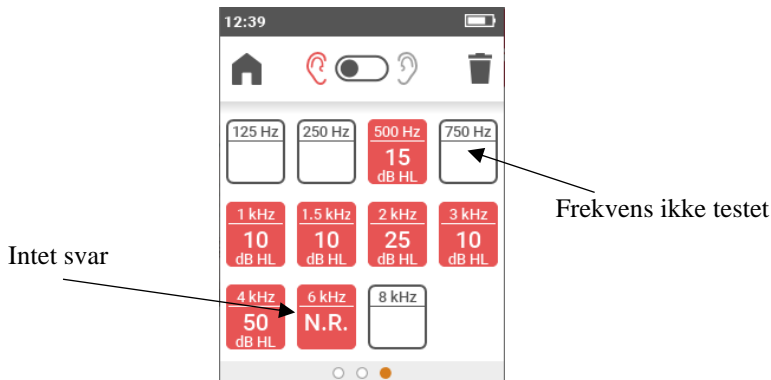 12:39
125 Hz 250 Hz 500 Hz 750 Hz
15
dB HL
Frekvens ikke testet
1 kHz 1.5 kHz 2 kHz 3 kHz
10 10 25 10
dB HL dB HL dB HL dB HL
Intet svar
4 kHz 6 kHz 8 kHz
50 N.R.
dB HL